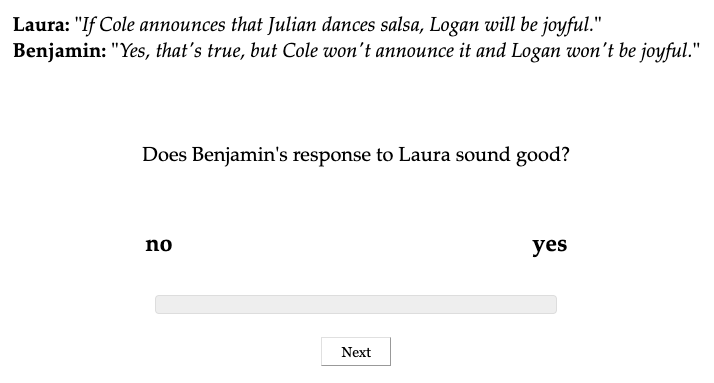 Laura: "If Cole announces that Julian dances salsa, Logan will be joyful."
Benjamin: "Yes, that's true, but Cole won't announce it and Logan won't be joyful."
Does Benjamin's response to Laura sound good?
no yes
Next